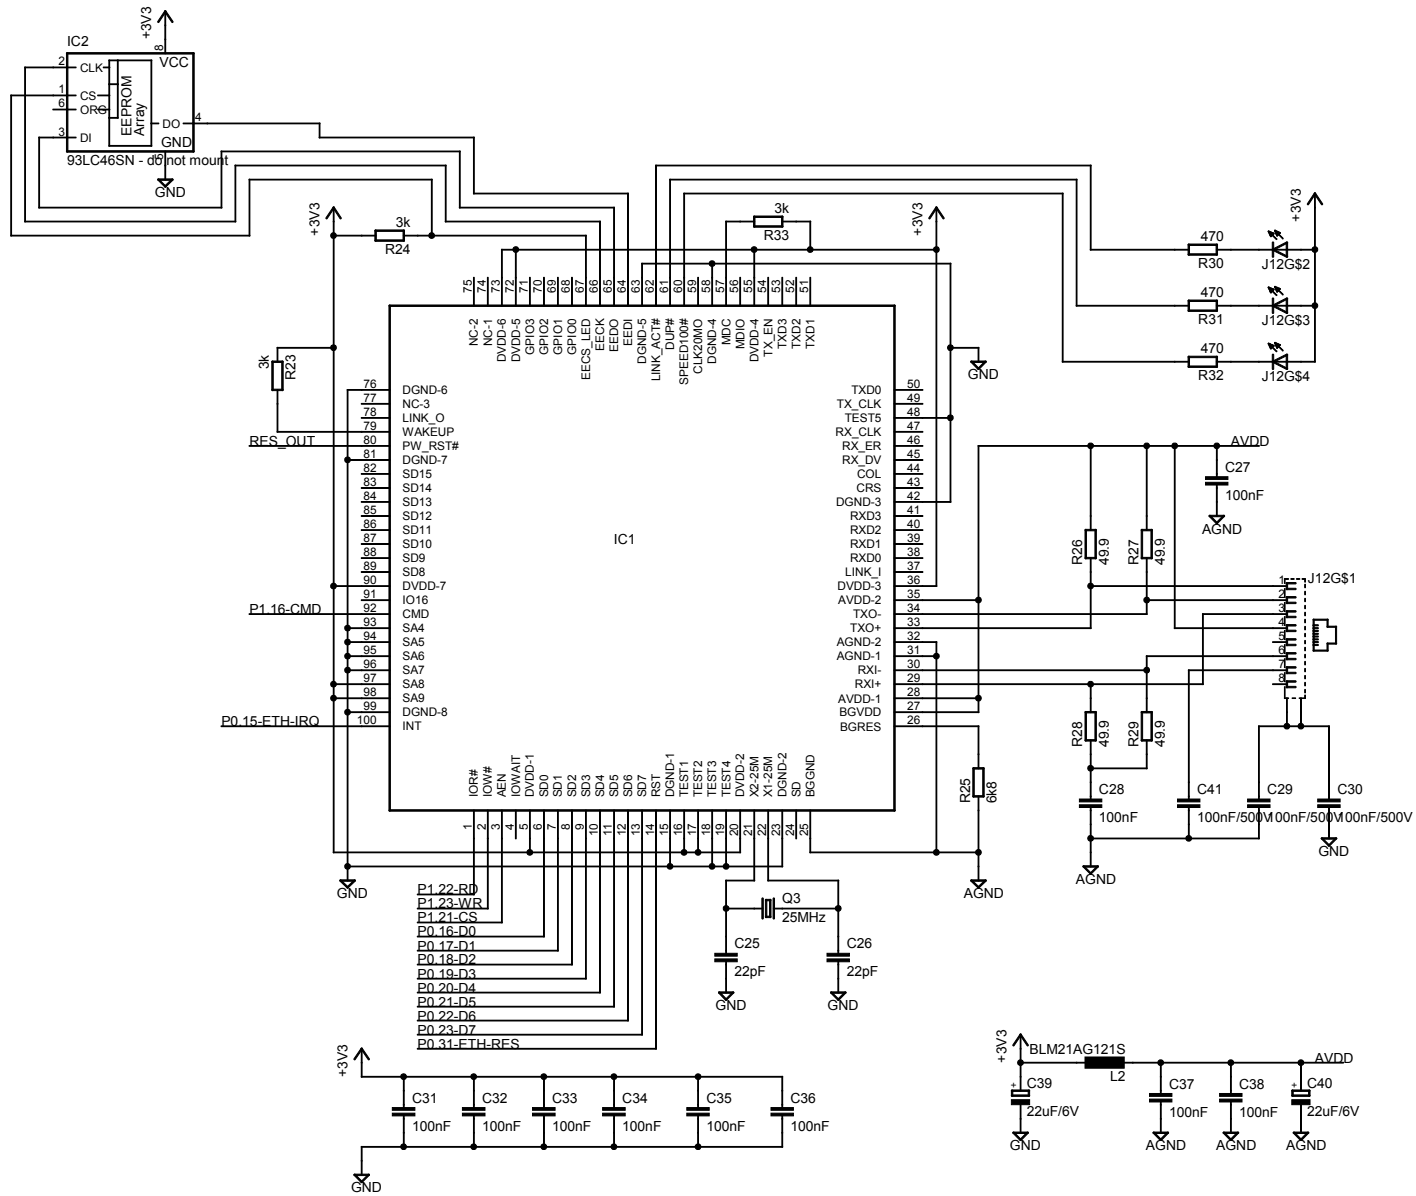 +3V3
IC2
8
VCC
2 CLK
1 CS
6 ORG
3 DI
EEPROM
Array
DO 4
GND
5
93LC46SN - do not mount
GND
+3V3
3k
R24
3k
R33
+3V3
+3V3
470
R30
J12G$2
470
R31
J12G$3
470
R32
J12G$4
GND
3k
R23
75 NC-2
74 NC-1
73 DVDD-6
72 DVDD-5
71 GPIO3
70 GPIO2
69 GPIO1
68 GPIO0
67 EECS_LED
66 EECK
65 EEDO
64 EEDI
63 DGND-5
62 LINK_ACT#
61 DUP#
60 SPEED100#
59 CLK20MO
58 DGND-4
57 MDC
56 MDIO
55 DVDD-4
54 TX_EN
53 TXD3
52 TXD2
51 TXD1
76 DGND-6
77 NC-3
78 LINK_O
79 WAKEUP
RES_OUT 80 PW_RST#
81 DGND-7
82 SD15
83 SD14
84 SD13
85 SD12
86 SD11
87 SD10
88 SD9
89 SD8
90 DVDD-7
91 IO16
P1.16-CMD 92 CMD
93 SA4
94 SA5
95 SA6
96 SA7
97 SA8
98 SA9
99 DGND-8
P0.15-ETH-IRQ 100 INT
IC1
TXD0 50
TX_CLK 49
TEST5 48
RX_CLK 47
RX_ER 46
RX_DV 45
COL 44
CRS 43
DGND-3 42
RXD3 41
RXD2 40
RXD1 39
RXD0 38
LINK_I 37
DVDD-3 36
AVDD-2 35
TXO- 34
TXO+ 33
AGND-2 32
AGND-1 31
RXI- 30
RXI+ 29
AVDD-1 28
BGVDD 27
BGRES 26
IOR# 1
IOW# 2
AEN 3
IOWAIT 4
DVDD-1 5
SD0 6
SD1 7
SD2 8
SD3 9
SD4 10
SD5 11
SD6 12
SD7 13
RST 14
DGND-1 15
TEST1 16
TEST2 17
TEST3 18
TEST4 19
DVDD-2 20
X2-25M 21
X1-25M 22
DGND-2 23
SD 24
BGGND 25
AVDD
C27
100nF
AGND
R26
49.9
R27
49.9
J12G$1
1
2
3
4
5
6
7
8
R28
49.9
R29
49.9
R25
6k8
AGND
C28
100nF
AGND
C41
100nF/500V
C29
100nF/500V
C30
100nF/500V
GND
GND
P1.22-RD
P1.23-WR
P1.21-CS
P0.16-D0
P0.17-D1
P0.18-D2
P0.19-D3
P0.20-D4
P0.21-D5
P0.22-D6
P0.23-D7
P0.31-ETH-RES
Q3
25MHz
C25
22pF
GND
C26
22pF
GND
+3V3
C31
100nF
C32
100nF
C33
100nF
C34
100nF
C35
100nF
C36
100nF
GND
+3V3
BLM21AG121S
L2
AVDD
+
C39
22uF/6V
GND
C37
100nF
AGND
C38
100nF
AGND
+
C40
22uF/6V
AGND